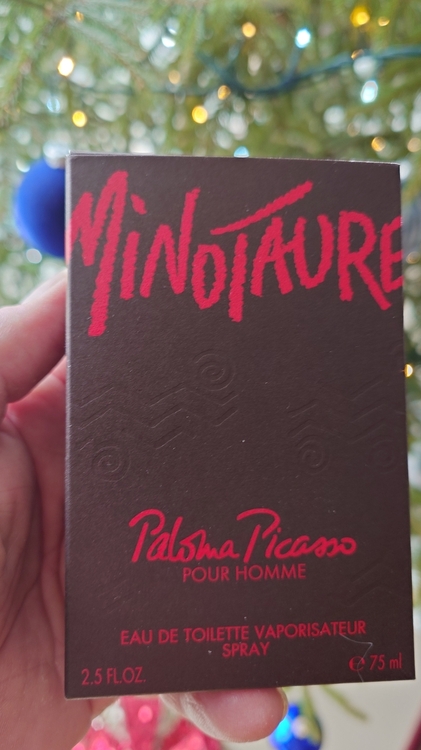 MiNOTAURE
Paloma Picasso
POUR HOMME
EAU DE TOILETTE VAPORISATEUR
SPRAY
2.5 FL.OZ. ℮ 75 ml